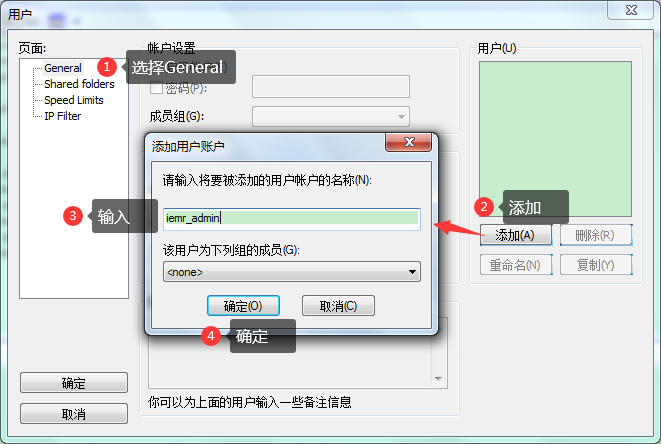 用户
页面:
General
Shared folders
Speed Limits
IP Filter
1 选择General
帐户设置
密码(P):
成员组(G):
用户(U)
添加用户账户
请输入将要被添加的用户帐户的名称(N):
3 输入
iemr_admin
2 添加
添加(A)
删除(R)
重命名(N)
复制(Y)
该用户为下列组的成员(G):
<none>
确定(O)
取消(C)
4 确定
确定
取消
你可以为上面的用户输入一些备注信息